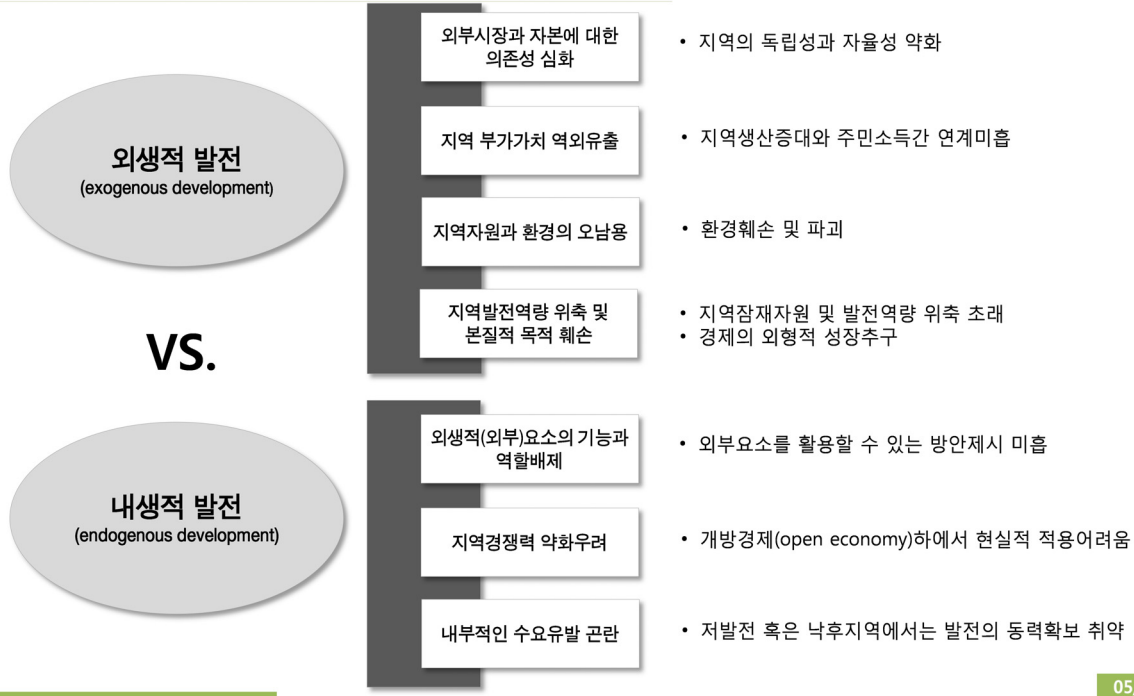 외생적 발전
(exogenous development)
외부시장과 자본에 대한
의존성 심화
• 지역의 독립성과 자율성 약화
지역 부가가치 역외유출
• 지역생산증대와 주민소득간 연계미흡
지역자원과 환경의 오남용
• 환경훼손 및 파괴
지역발전역량 위축 및
본질적 목적 훼손
• 지역잠재자원 및 발전역량 위축 초래
• 경제의 외형적 성장추구
VS.
내생적 발전
(endogenous development)
외생적(외부)요소의 기능과
역할배제
• 외부요소를 활용할 수 있는 방안제시 미흡
지역경쟁력 약화우려
• 개방경제(open economy)하에서 현실적 적용어려움
내부적인 수요유발 곤란
• 저발전 혹은 낙후지역에서는 발전의 동력확보 취약
05